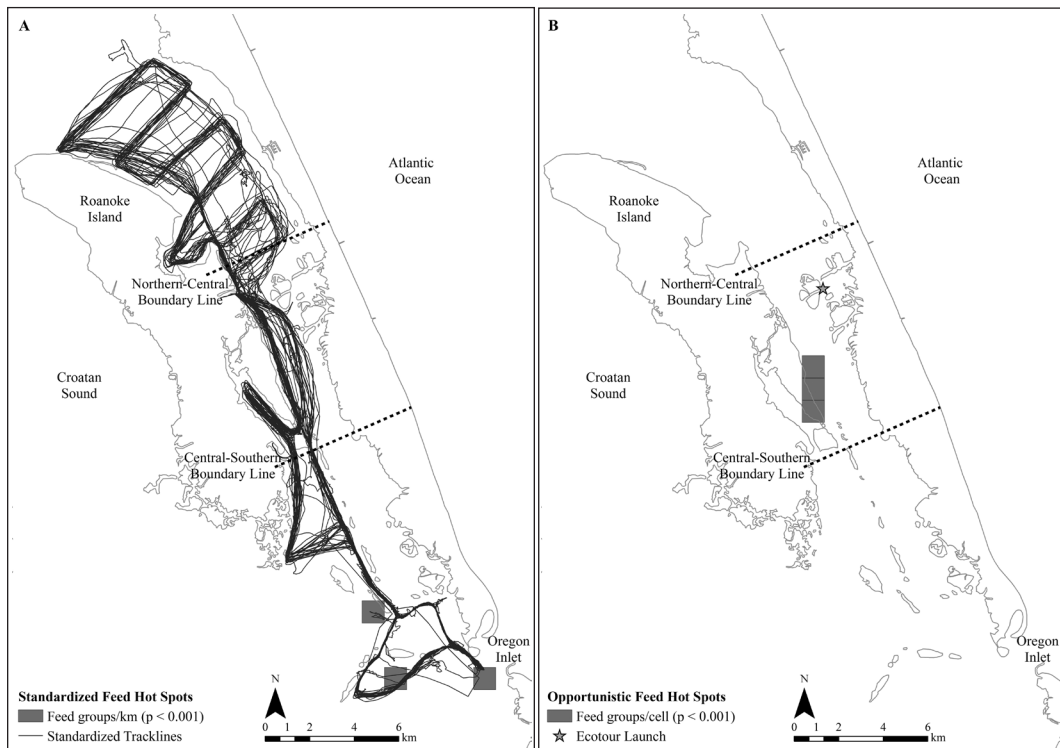 A
Atlantic
Ocean
Roanoke
Island
Northern-Central
Boundary Line
Croatan
Sound
Central-Southern
Boundary Line
Oregon
Inlet
Standardized Feed Hot Spots
Feed groups/km (p < 0.001)
Standardized Tracklines
N
0 1 2 4 6
km
B
Atlantic
Ocean
Roanoke
Island
Northern-Central
Boundary Line
Croatan
Sound
Central-Southern
Boundary Line
Oregon
Inlet
Opportunistic Feed Hot Spots
Feed groups/cell (p < 0.001)
Ecotour Launch
N
0 1 2 4 6
km